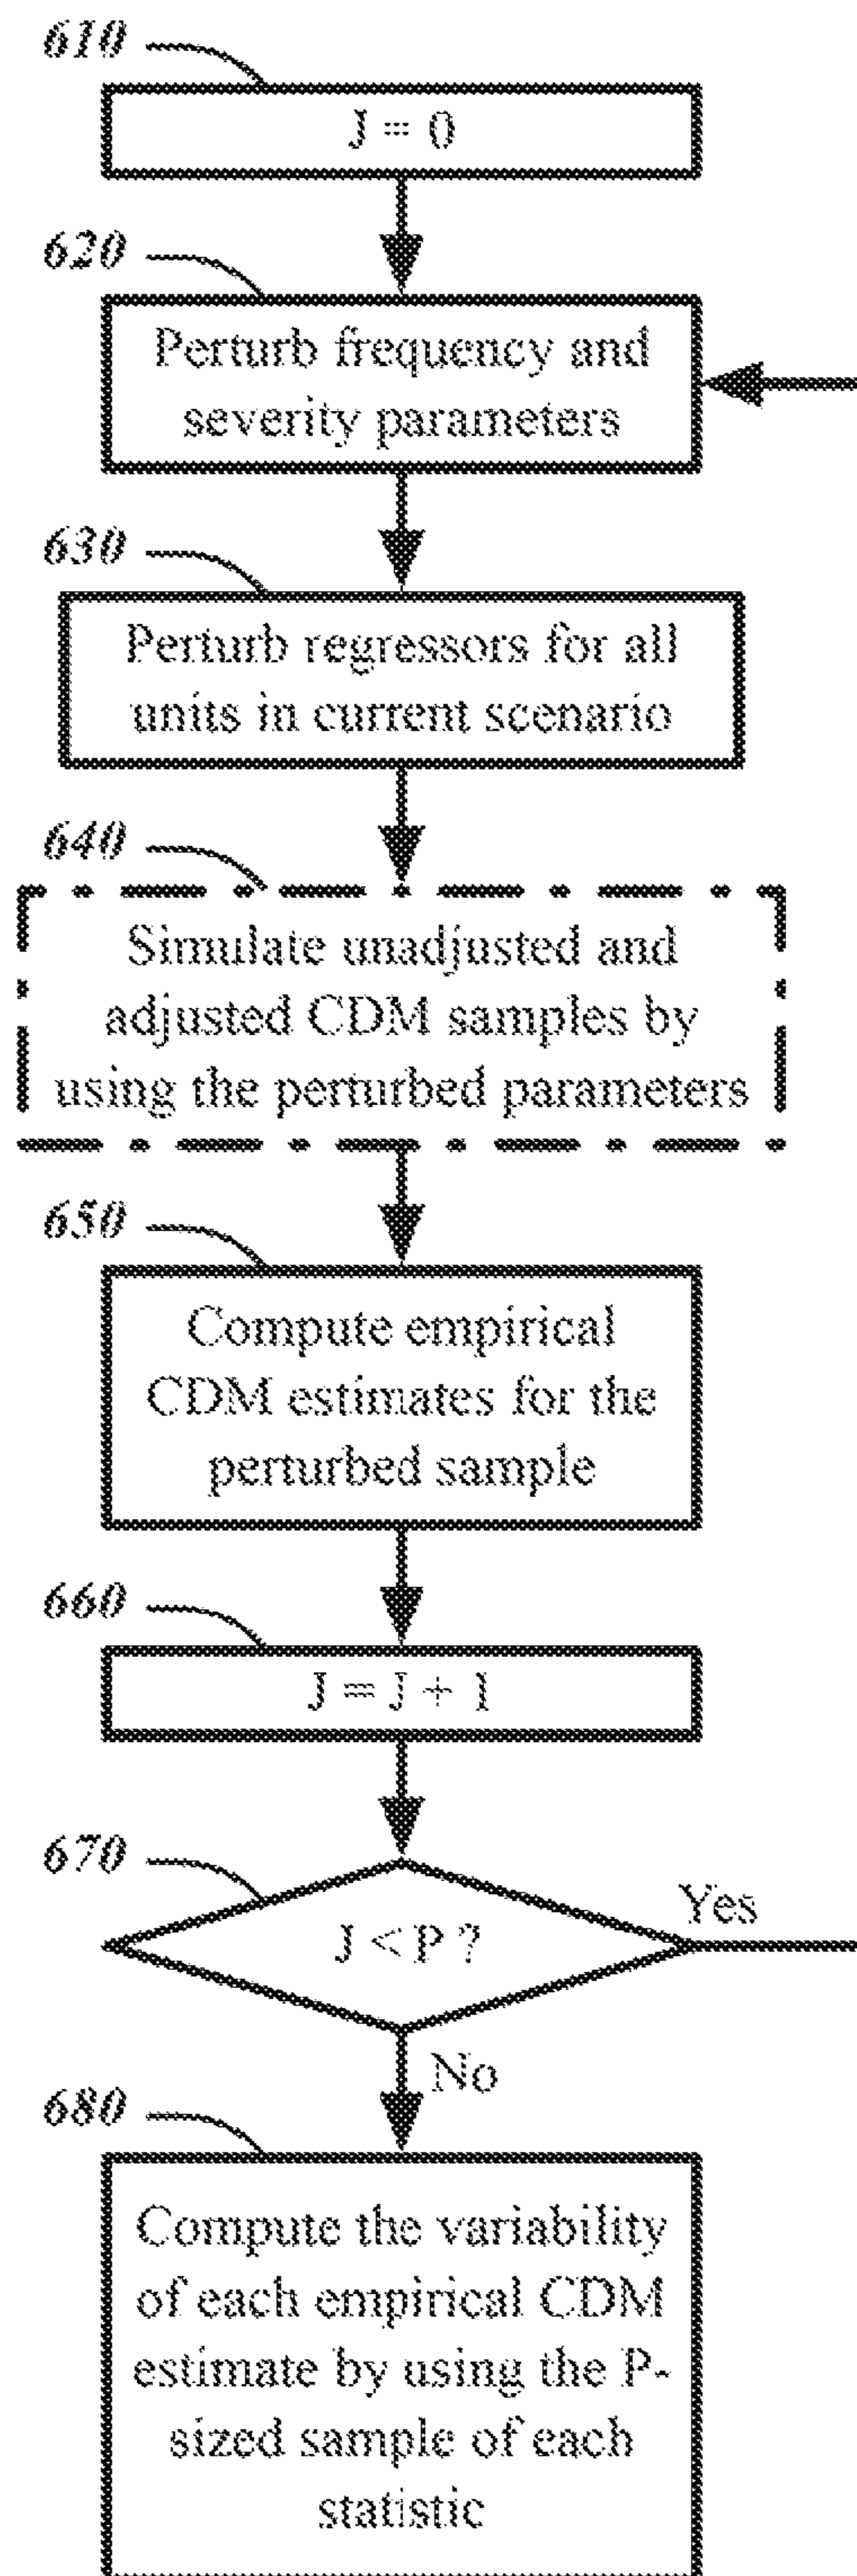 610
J = 0
620
Perturb frequency and
severity parameters
630
Perturb regressors for all
units in current scenario
640
Simulate unadjusted and
adjusted CDM samples by
using the perturbed parameters
650
Compute empirical
CDM estimates for the
perturbed sample
660
J = J + 1
670
J < P ?
Yes
No
680
Compute the variability
of each empirical CDM
estimate by using the P-
sized sample of each
statistic